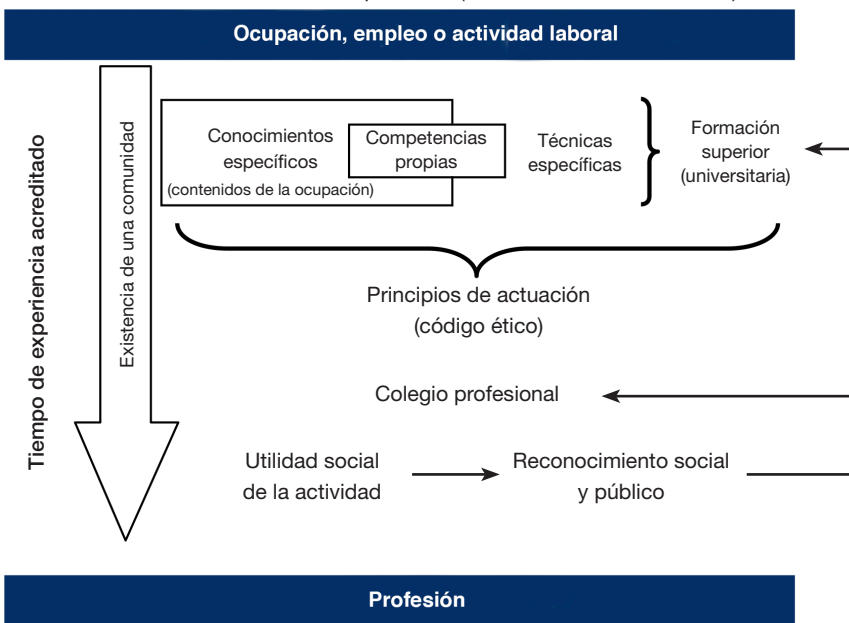 Ocupación, empleo o actividad laboral
Tiempo de experiencia acreditado
Existencia de una comunidad
Conocimientos
específicos
(contenidos de la ocupación)
Competencias
propias
Técnicas
específicas
Formación
superior
(universitaria)
Principios de actuación
(código ético)
Colegio profesional
Utilidad social
de la actividad
Reconocimiento social
y público
Profesión